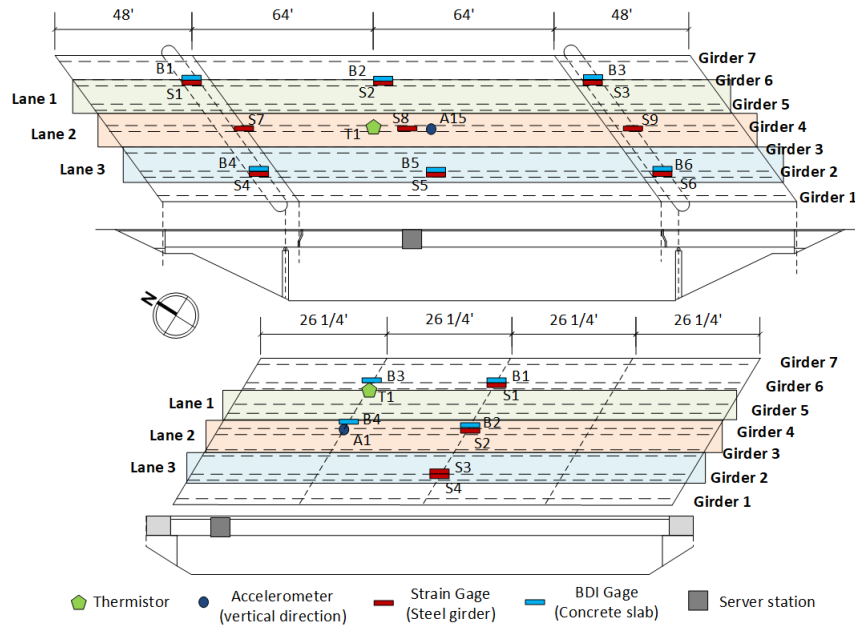 48' 64' 64' 48'
Girder 7
B1 B2 B3
Girder 6
S1 S2 S3
Lane 1
Girder 5
S7 S8 A15 S9
Girder 4
Lane 2
T1
Girder 3
Lane 3
B4 B5 B6
Girder 2
S4 S5 S6
Girder 1
N
26 1/4' 26 1/4' 26 1/4' 26 1/4'
Girder 7
B3 B1
Girder 6
T1 S1
Lane 1
Girder 5
B4 B2
Girder 4
Lane 2
A1 S2
Girder 3
Lane 3
S3
Girder 2
S4
Girder 1
Thermistor
Accelerometer
(vertical direction)
Strain Gage
(Steel girder)
BDI Gage
(Concrete slab)
Server station